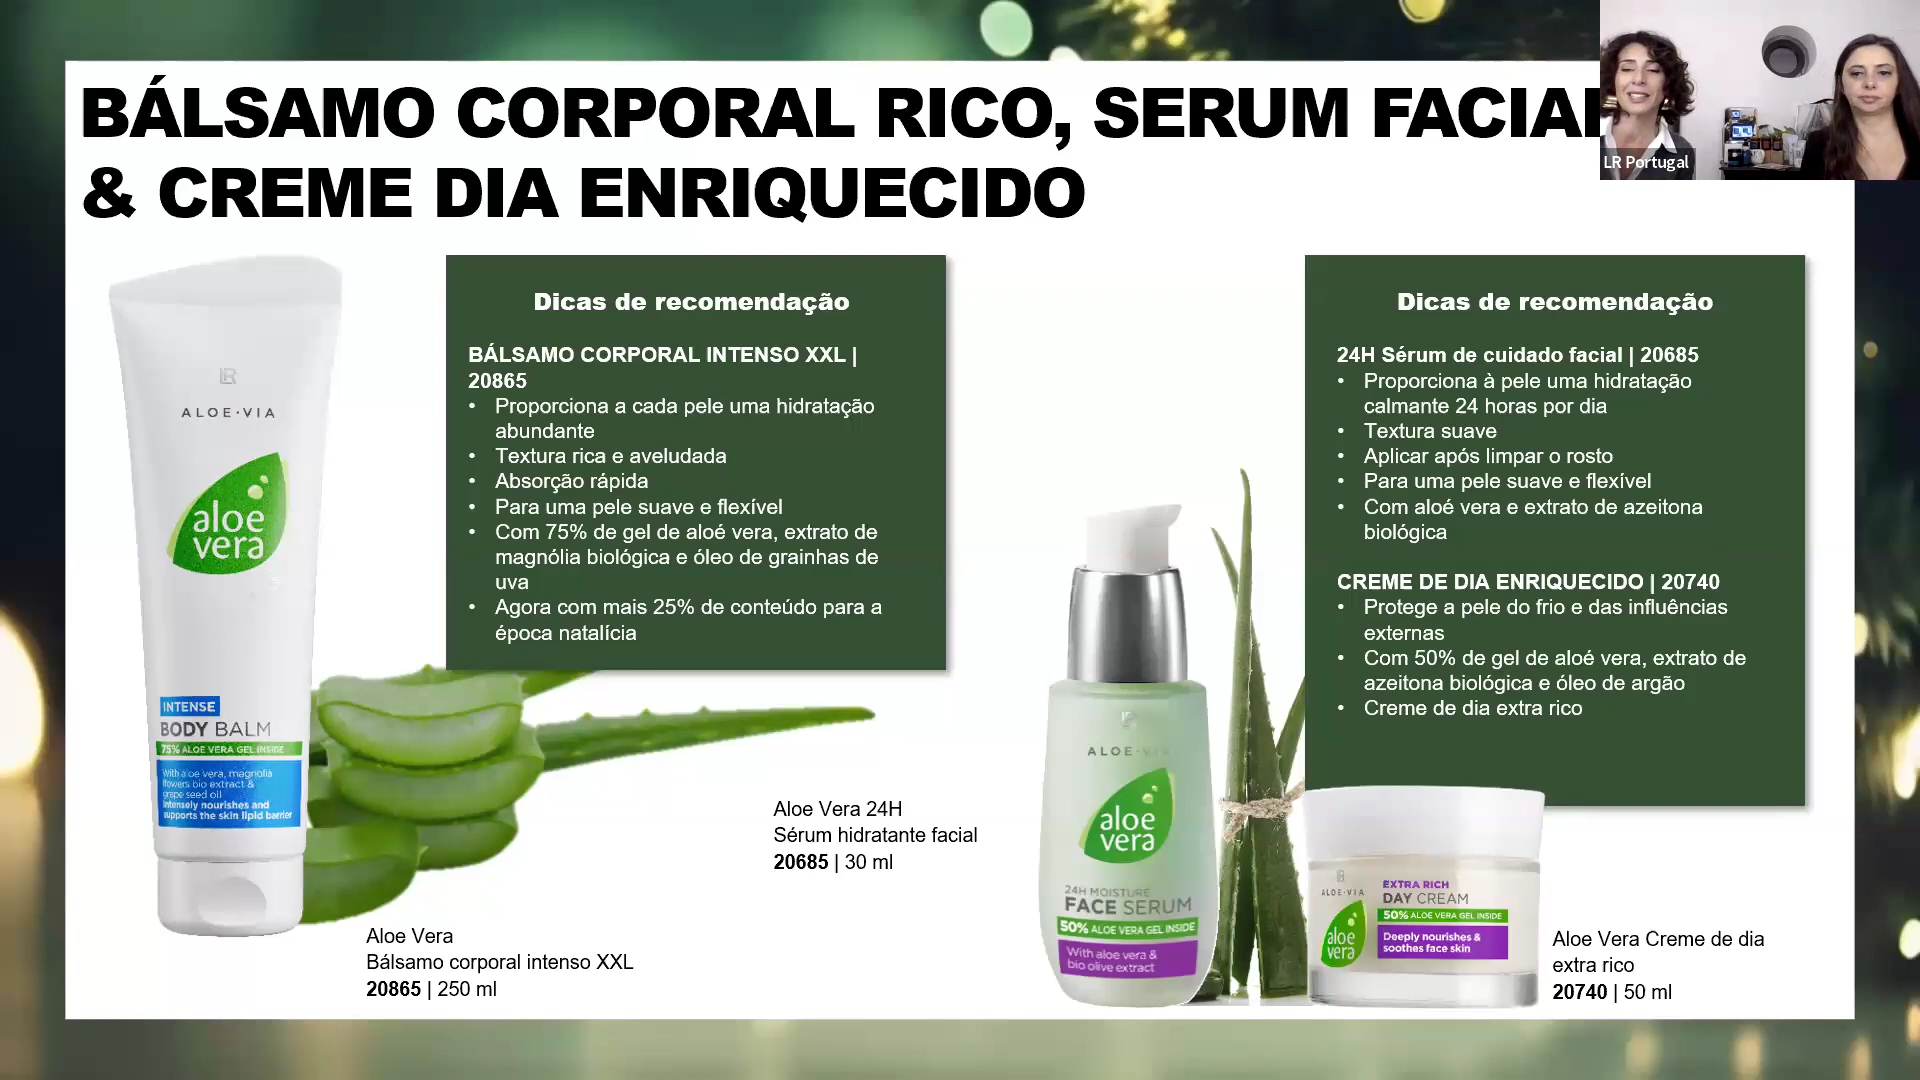 BÁLSAMO CORPORAL RICO, SERUM FACIAL
& CREME DIA ENRIQUECIDO
LR Portugal
LR
ALOE·VIA
aloe
vera
INTENSE
BODY BALM
75% ALOE VERA GEL INSIDE
With aloe vera, magnolia
flowers bio extract &
grape seed oil
Intensely nourishes and
supports the skin lipid barrier
Dicas de recomendação
BÁLSAMO CORPORAL INTENSO XXL |
20865
• Proporciona a cada pele uma hidratação
abundante
• Textura rica e aveludada
• Absorção rápida
• Para uma pele suave e flexível
• Com 75% de gel de aloé vera, extrato de
magnólia biológica e óleo de grainhas de
uva
• Agora com mais 25% de conteúdo para a
época natalícia
Aloe Vera
Bálsamo corporal intenso XXL
20865 | 250 ml
Aloe Vera 24H
Sérum hidratante facial
20685 | 30 ml
LR
ALOE·VIA
aloe
vera
24H MOISTURE
FACE SERUM
50% ALOE VERA GEL INSIDE
With aloe vera &
bio olive extract
Dicas de recomendação
24H Sérum de cuidado facial | 20685
• Proporciona à pele uma hidratação
calmante 24 horas por dia
• Textura suave
• Aplicar após limpar o rosto
• Para uma pele suave e flexível
• Com aloé vera e extrato de azeitona
biológica
CREME DE DIA ENRIQUECIDO | 20740
• Protege a pele do frio e das influências
externas
• Com 50% de gel de aloé vera, extrato de
azeitona biológica e óleo de argão
• Creme de dia extra rico
LR
ALOE·VIA
aloe
vera
EXTRA RICH
DAY CREAM
50% ALOE VERA GEL INSIDE
Deeply nourishes &
soothes face skin
Aloe Vera Creme de dia
extra rico
20740 | 50 ml